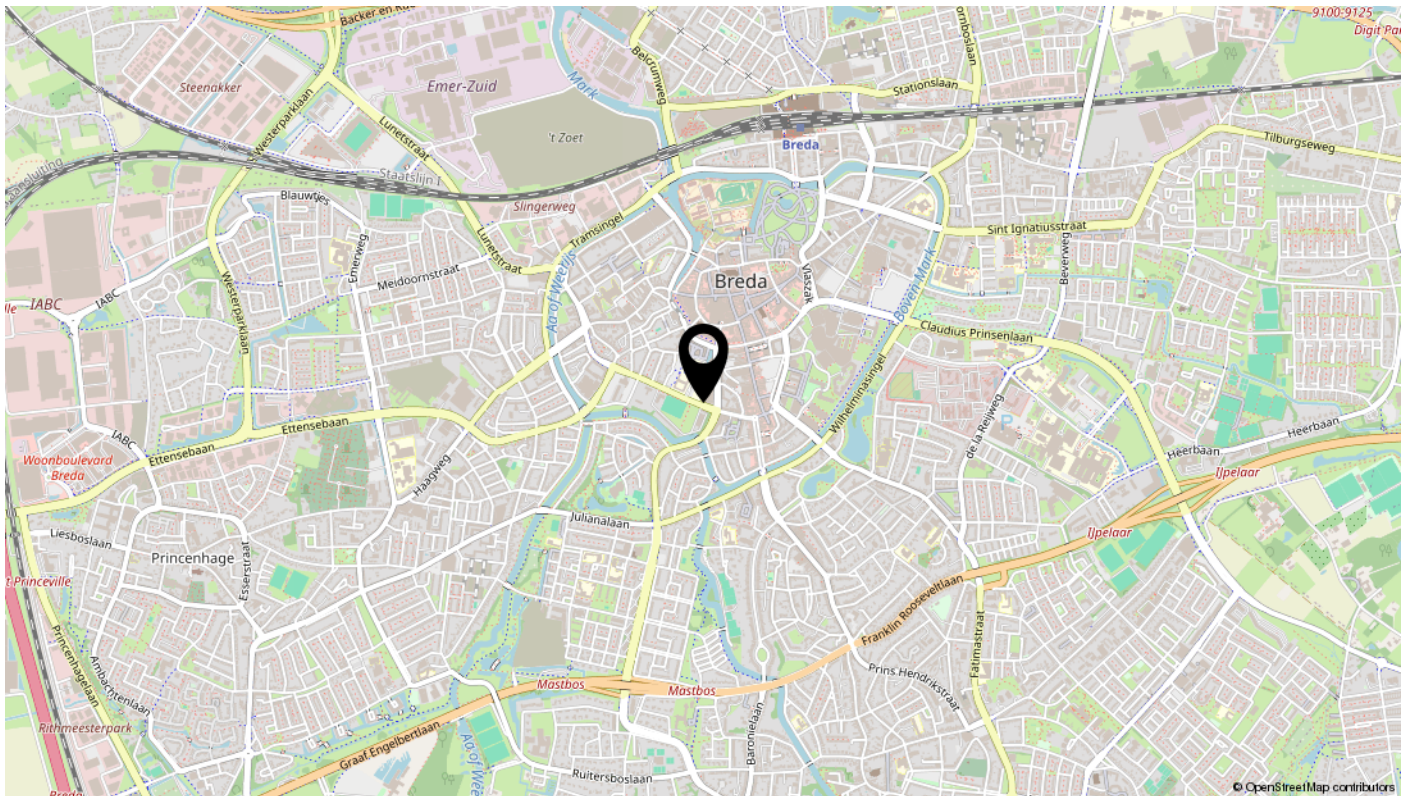 Backer en
9100-9125
Digit Par
Steenakker
Emer-Zuid
Mark
Belcrumweg
Stationslaan
ornboslaan
Westerparklaan
Lunetstraat
't Zoet
Breda
Tilburgseweg
Staatslijn I
Slingerweg
Blauwtjes
Tramsingel
Emerweg
Lunetstraat
Meidoornstraat
Sint Ignatiusstraat
Beverweg
IABC
IABC
lle
Westerparklaan
Aa of Weerijs
Breda
Vlaszak
Boven Mark
Claudius Prinsenlaan
Wilhelminasingel
Ettensebaan
Ettensebaan
IABC
Woonboulevard
Breda
Haagweg
P
de la Reijweg
Heerbaan
Heerbaan
IJpelaar
IJpelaar
Liesboslaan
Princenhage
Esserstraat
Julianalaan
t Princeville
Princenhagelaan
Ambachtenlaan
Franklin Rooseveltlaan
Fatimastraat
Prins Hendrikstraat
Mastbos
Mastbos
Rithmeesterpark
Graaf Engelbertlaan
Aa of Wee
Baronielaan
Ruitersboslaan
Breda
© OpenStreetMap contributors